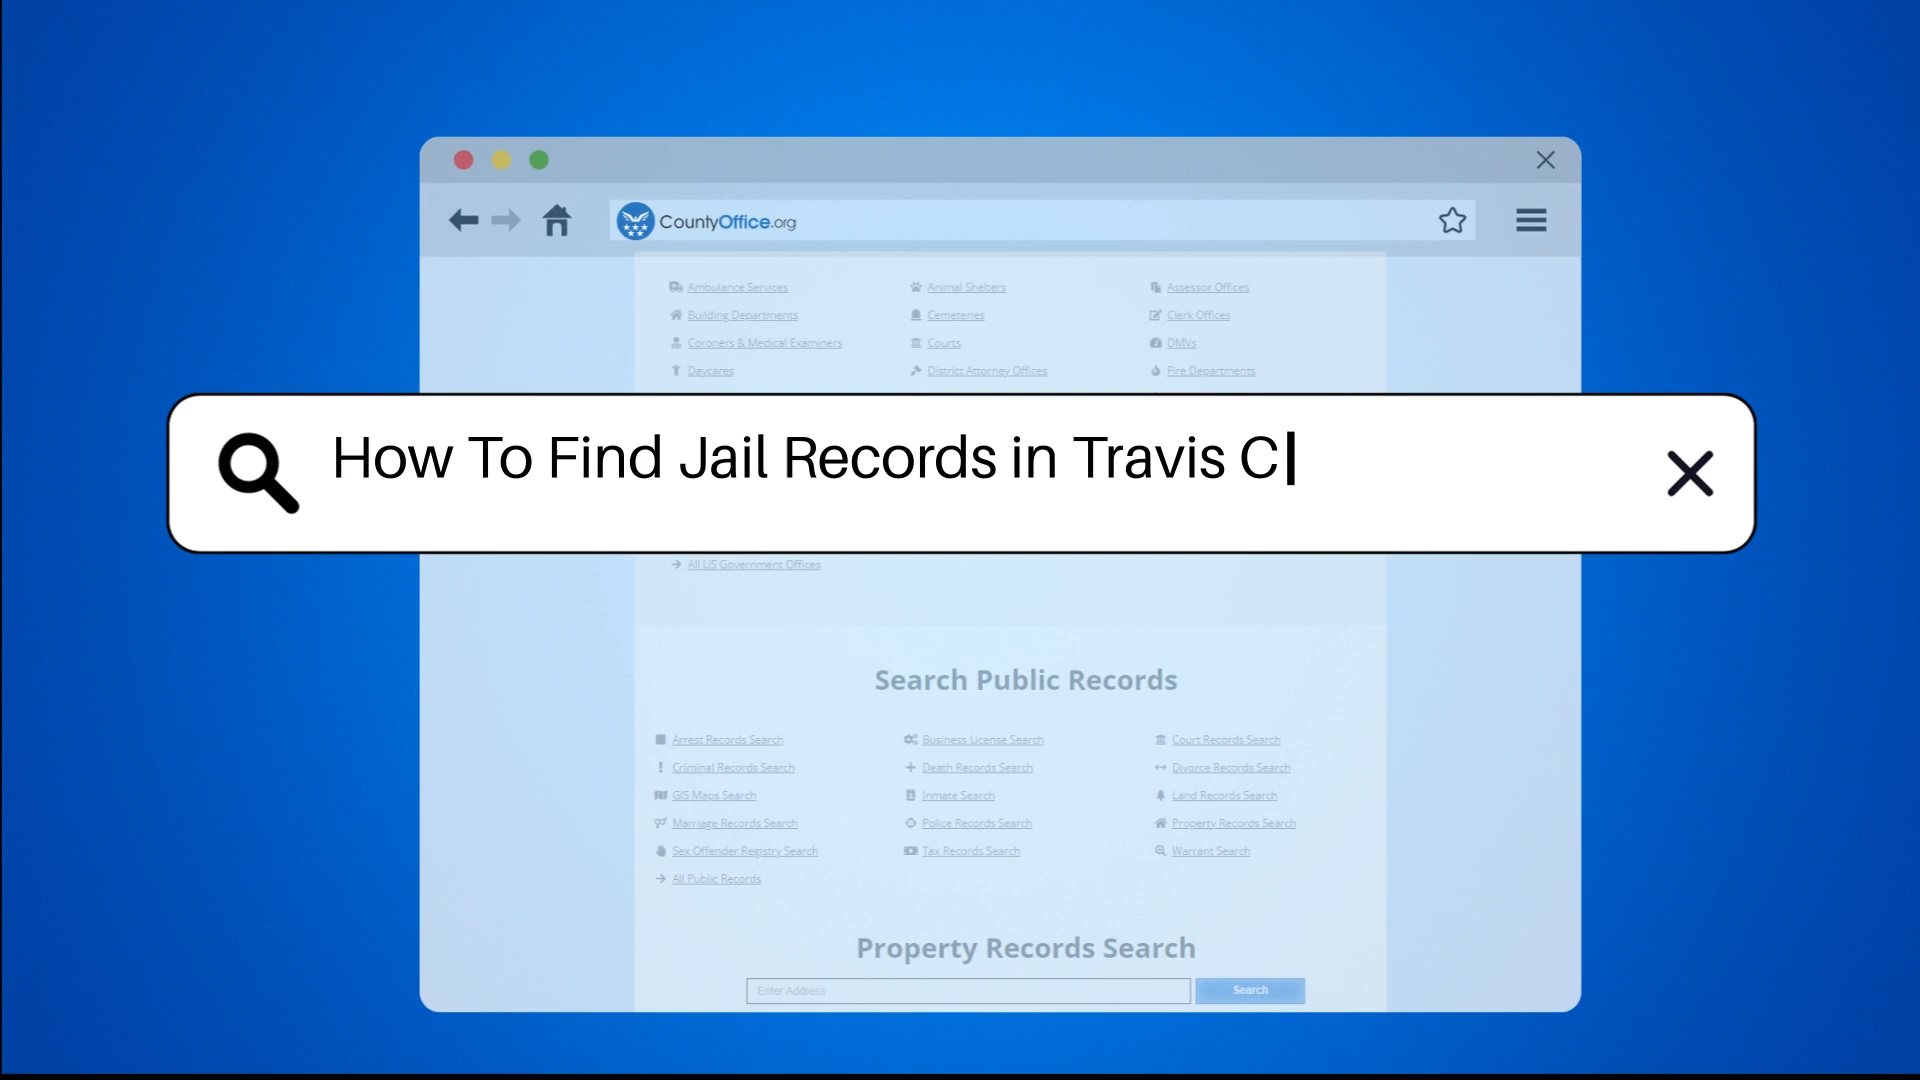 CountyOffice.org
Ambulance Services
Animal Shelters
Assessor Offices
Building Departments
Cemeteries
Clerk Offices
Coroners & Medical Examiners
Courts
DMVs
Daycares
District Attorney Offices
Fire Departments
How To Find Jail Records in Travis C
All US Government Offices
Search Public Records
Arrest Records Search
Business License Search
Court Records Search
Criminal Records Search
Death Records Search
Divorce Records Search
GIS Maps Search
Inmate Search
Land Records Search
Marriage Records Search
Police Records Search
Property Records Search
Sex Offender Registry Search
Tax Records Search
Warrant Search
All Public Records
Property Records Search
Enter Address
Search